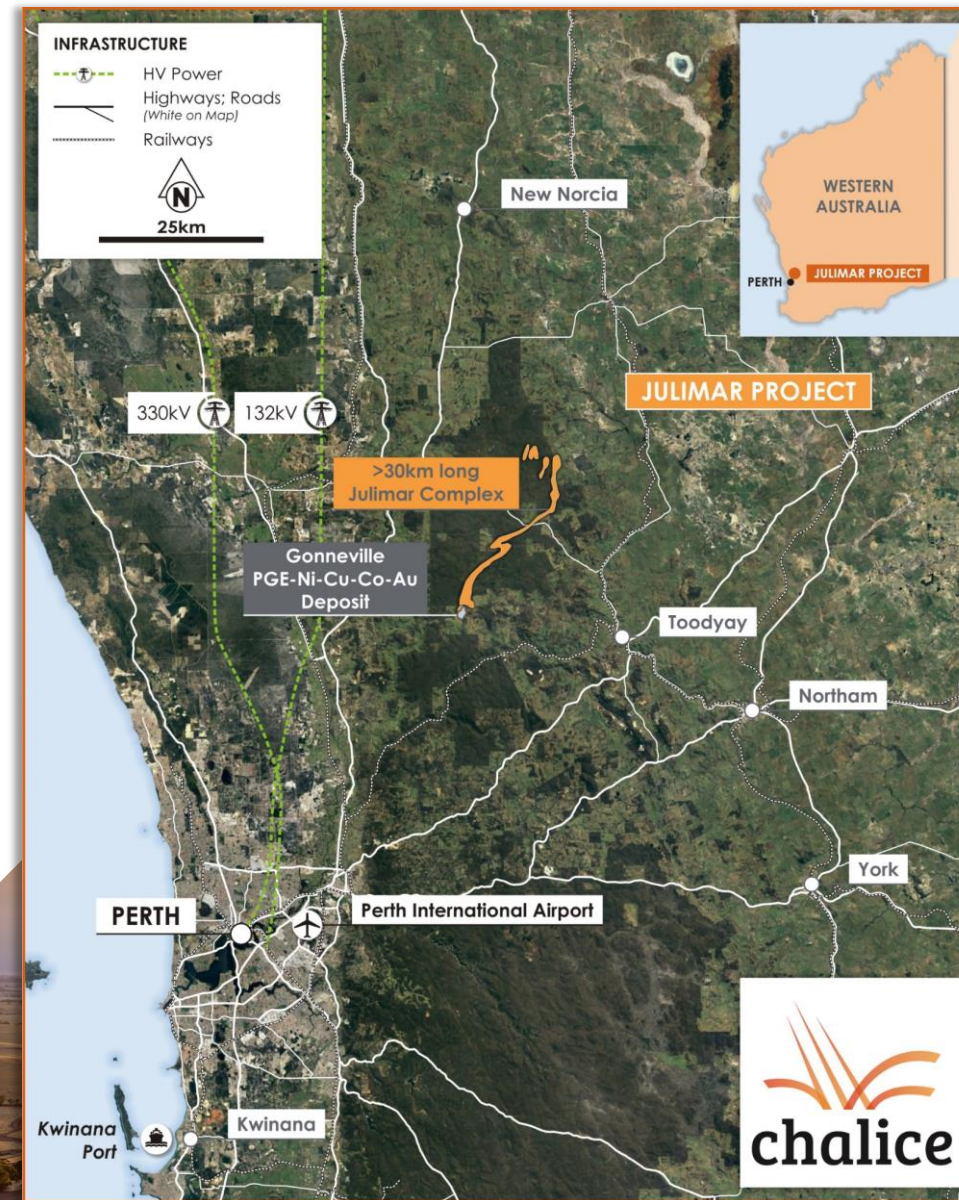 INFRASTRUCTURE
HV Power
Highways; Roads
(White on Map)
Railways
N
25km
New Norcia
WESTERN
AUSTRALIA
JULIMAR PROJECT
PERTH
JULIMAR PROJECT
330kV
132kV
>30km long
Julimar Complex
Gonneville
PGE-Ni-Cu-Co-Au
Deposit
Toodyay
Northam
York
PERTH
Perth International Airport
Kwinana
Port
Kwinana
chalice